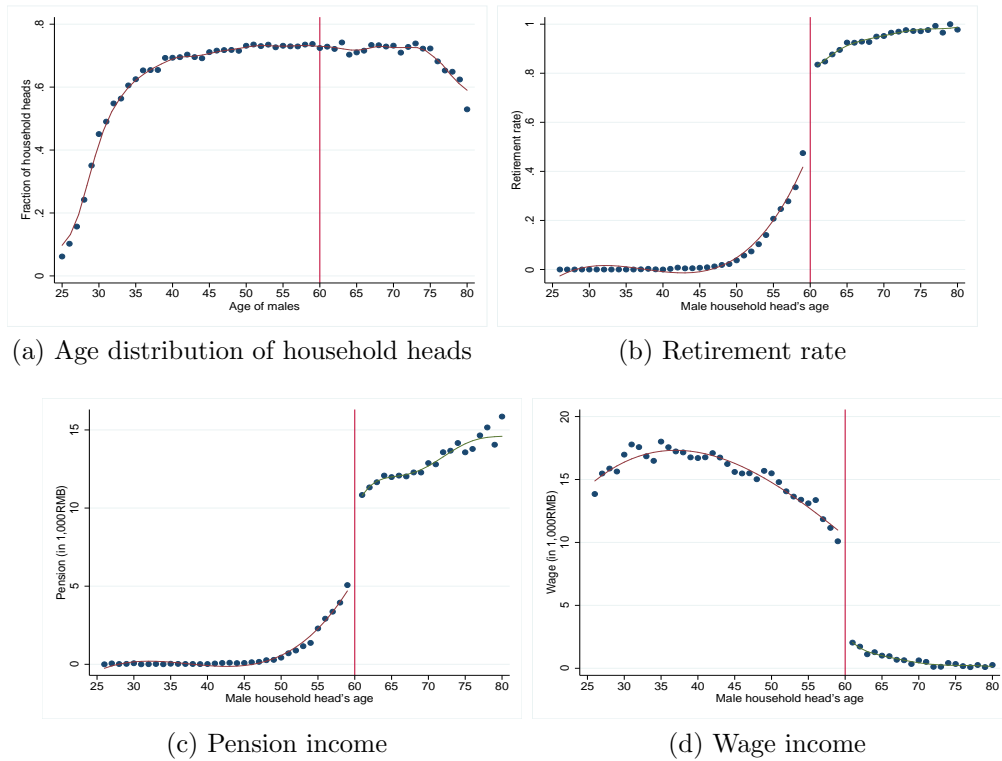 Fraction of household heads
0 .2 .4 .6 .8
25 30 35 40 45 50 55 60 65 70 75 80
Age of males
(a) Age distribution of household heads
Retirement rate)
0 .2 .4 .6 .8 1
25 30 35 40 45 50 55 60 65 70 75 80
Male household head's age
(b) Retirement rate
Pension (in 1,000RMB)
0 5 10 15
25 30 35 40 45 50 55 60 65 70 75 80
Male household head's age
(c) Pension income
Wage (in 1,000RMB)
0 5 10 15 20
25 30 35 40 45 50 55 60 65 70 75 80
Male household head's age
(d) Wage income